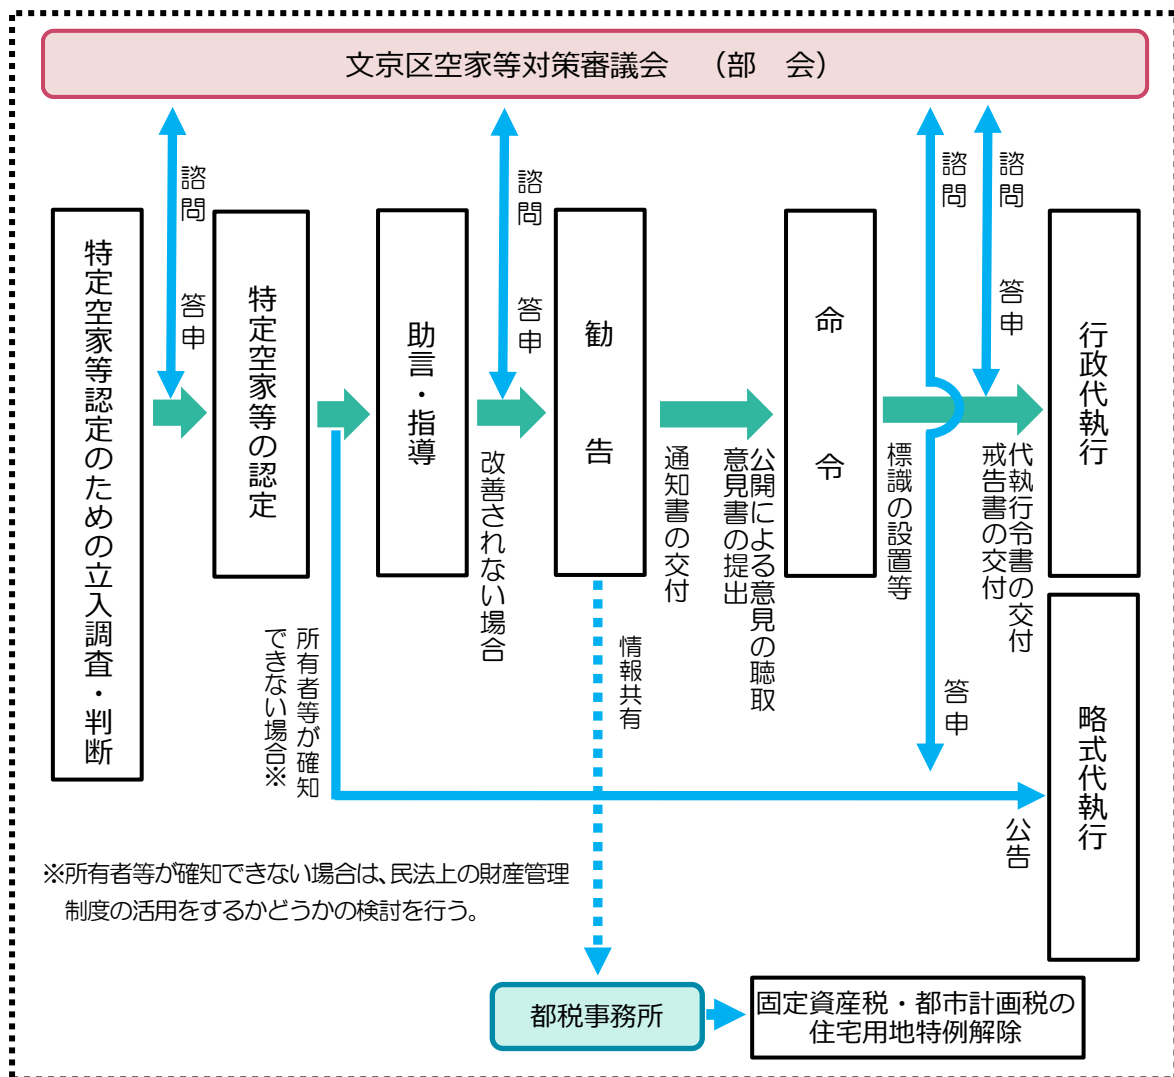 文京区空家等対策審議会　（部　会）
諮問
答申
諮問
答申
諮問
諮問
答申
特定空家等認定のための立入調査・判断
特定空家等の認定
助言・指導
勧　告
命　令
行政代執行
改善されない場合
通知書の交付
公開による意見の聴取
意見書の提出
標識の設置等
代執行令書の交付
戒告書の交付
所有者等が確知
できない場合※
情報共有
答申
略式代執行
公告
※所有者等が確知できない場合は、民法上の財産管理
制度の活用をするかどうかの検討を行う。
都税事務所
固定資産税・都市計画税の
住宅用地特例解除